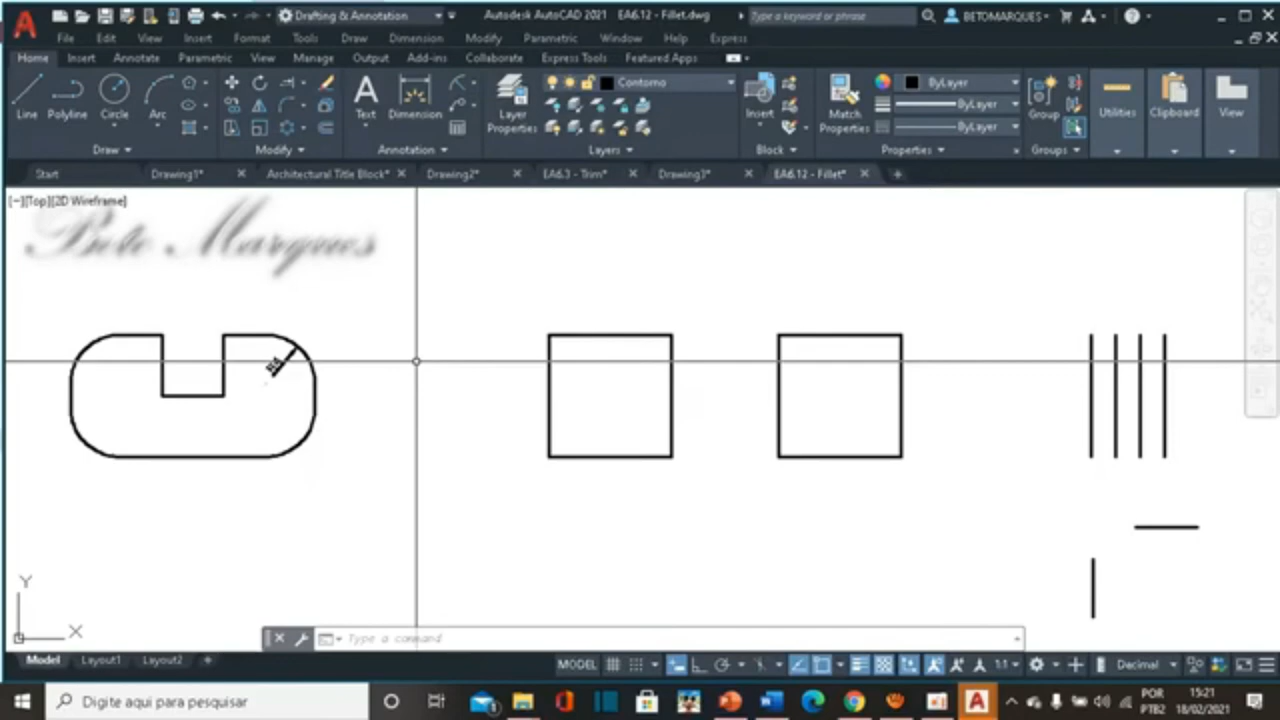 Drafting & Annotation
Autodesk AutoCAD 2021 EA6.12 - Fillet.dwg
Type a keyword or phrase
BETOMARQUES
File Edit View Insert Format Tools Draw Dimension Modify Parametric Window Help Express
Home Insert Annotate Parametric View Manage Output Add-ins Collaborate Express Tools Featured Apps
Line Polyline Circle Arc
Text Dimension
Layer Properties
Contorno
Insert
Match Properties
ByLayer
ByLayer
ByLayer
Group
Utilities
Clipboard
View
Draw Modify Annotation Layers Block Properties Groups
Start Drawing1* Architectural Title Block* Drawing2* EA6.3 - Trim* Drawing3* EA6.12 - Fillet*
[−][Top][2D Wireframe]
Beto Marques
Y
X
Type a command
Model Layout1 Layout2 +
MODEL
1:1
Decimal
Digite aqui para pesquisar
POR
PTB2
15:21
18/02/2021